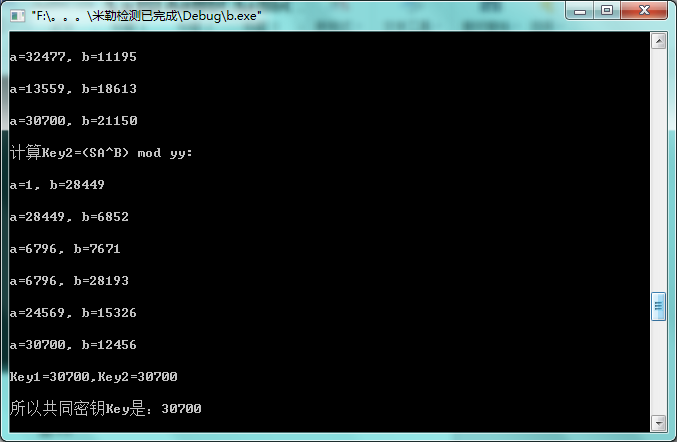 "F:\。。。\米勒检测已完成\Debug\b.exe"
a=32477, b=11195
a=13559, b=18613
a=30700, b=21150
计算Key2=(SA^B) mod yy:
a=1, b=28449
a=28449, b=6852
a=6796, b=7671
a=6796, b=28193
a=24569, b=15326
a=30700, b=12456
Key1=30700,Key2=30700
所以共同密钥Key是：30700